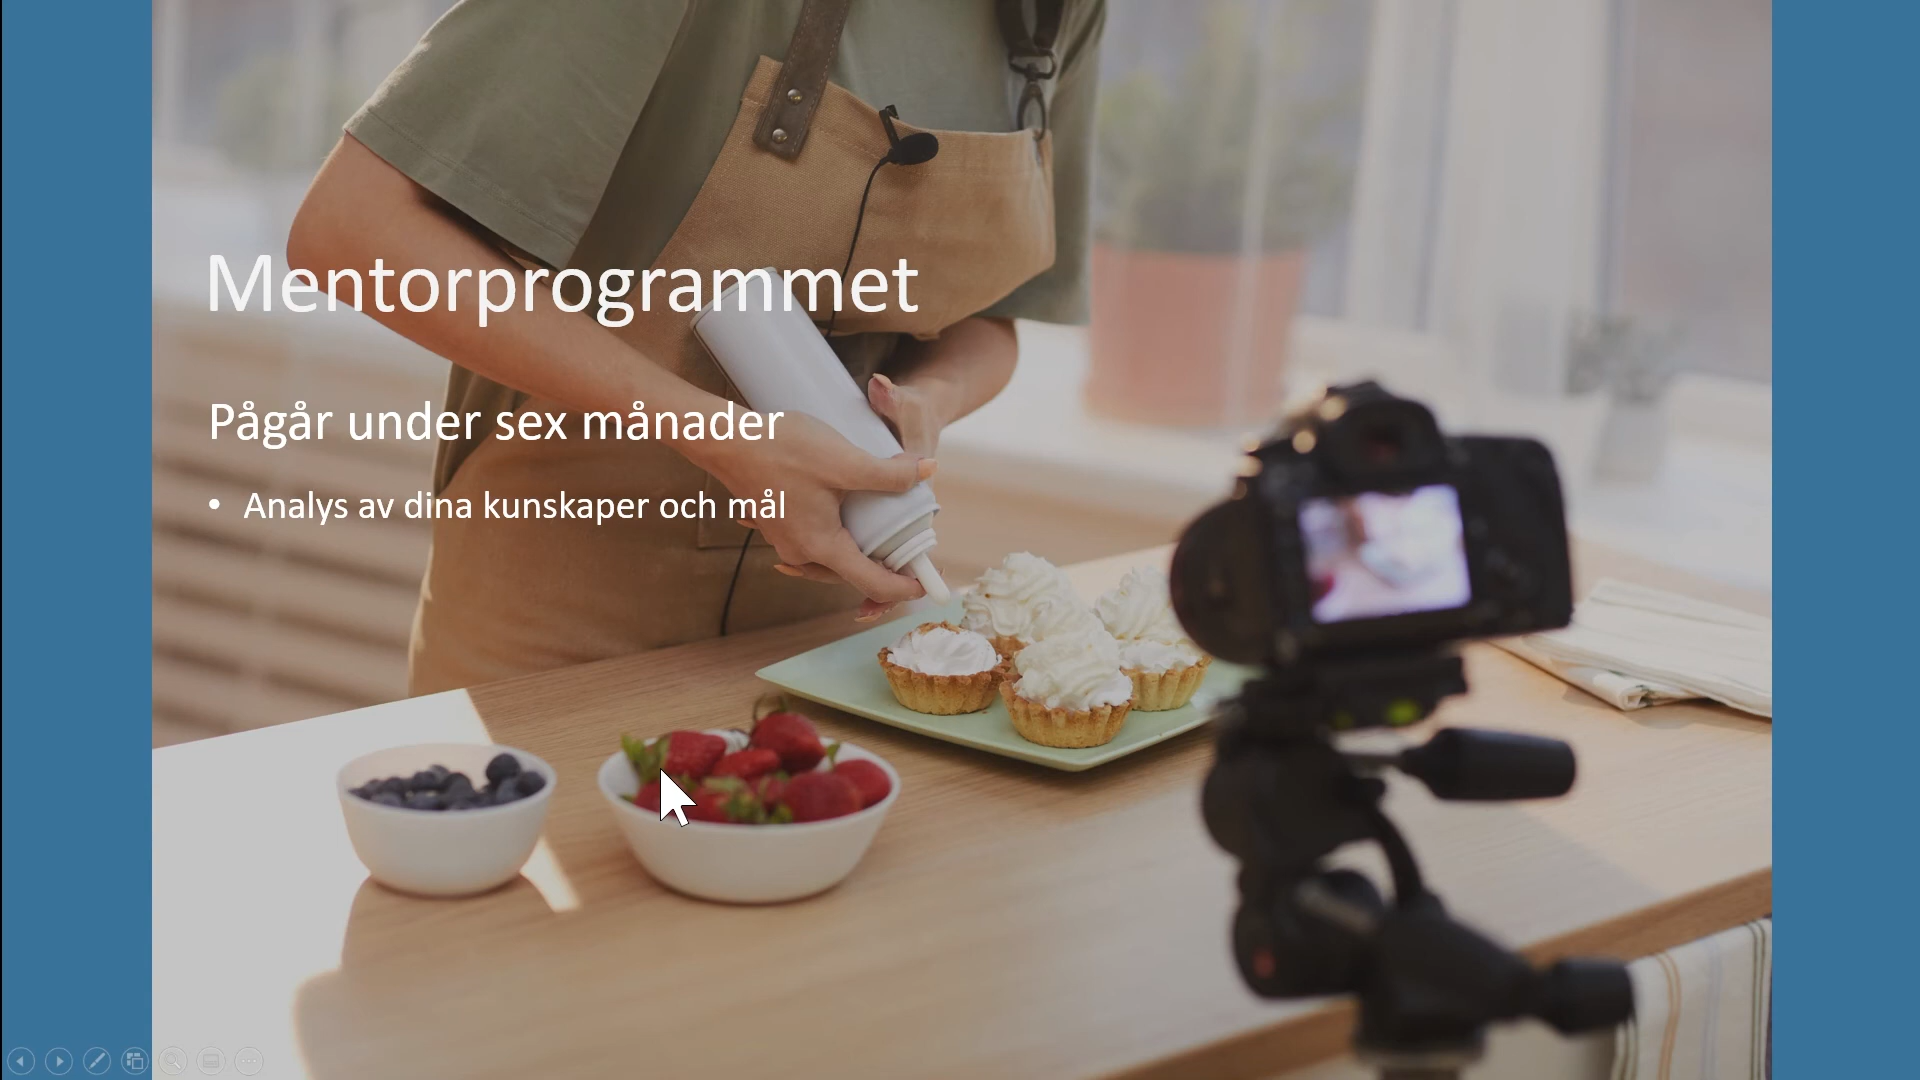 Mentorprogrammet
Pågår under sex månader
• Analys av dina kunskaper och mål